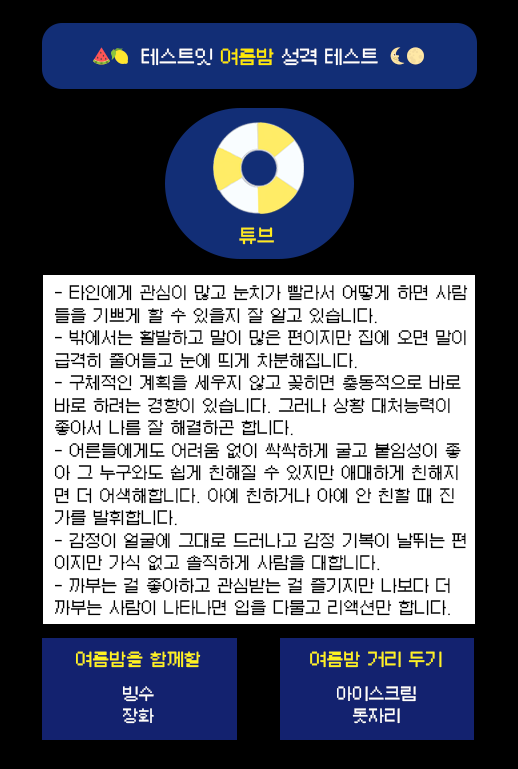 테스트잇 여름밤 성격 테스트
튜브
- 타인에게 관심이 많고 눈치가 빨라서 어떻게 하면 사람
들을 기쁘게 할 수 있을지 잘 알고 있습니다.
- 밖에서는 활발하고 말이 많은 편이지만 집에 오면 말이
급격히 줄어들고 눈에 띄게 차분해집니다.
- 구체적인 계획을 세우지 않고 꽂히면 충동적으로 바로
바로 하려는 경향이 있습니다. 그러나 상황 대처능력이
좋아서 나름 잘 해결하곤 합니다.
- 어른들에게도 어려움 없이 싹싹하게 굴고 붙임성이 좋
아 그 누구와도 쉽게 친해질 수 있지만 애매하게 친해지
면 더 어색해합니다. 아예 친하거나 아예 안 친할 때 진
가를 발휘합니다.
- 감정이 얼굴에 그대로 드러나고 감정 기복이 날뛰는 편
이지만 가식 없고 솔직하게 사람을 대합니다.
- 까부는 걸 좋아하고 관심받는 걸 즐기지만 나보다 더
까부는 사람이 나타나면 입을 다물고 리액션만 합니다.
여름밤을 함께할
빙수
장화
여름밤 거리 두기
아이스크림
돗자리